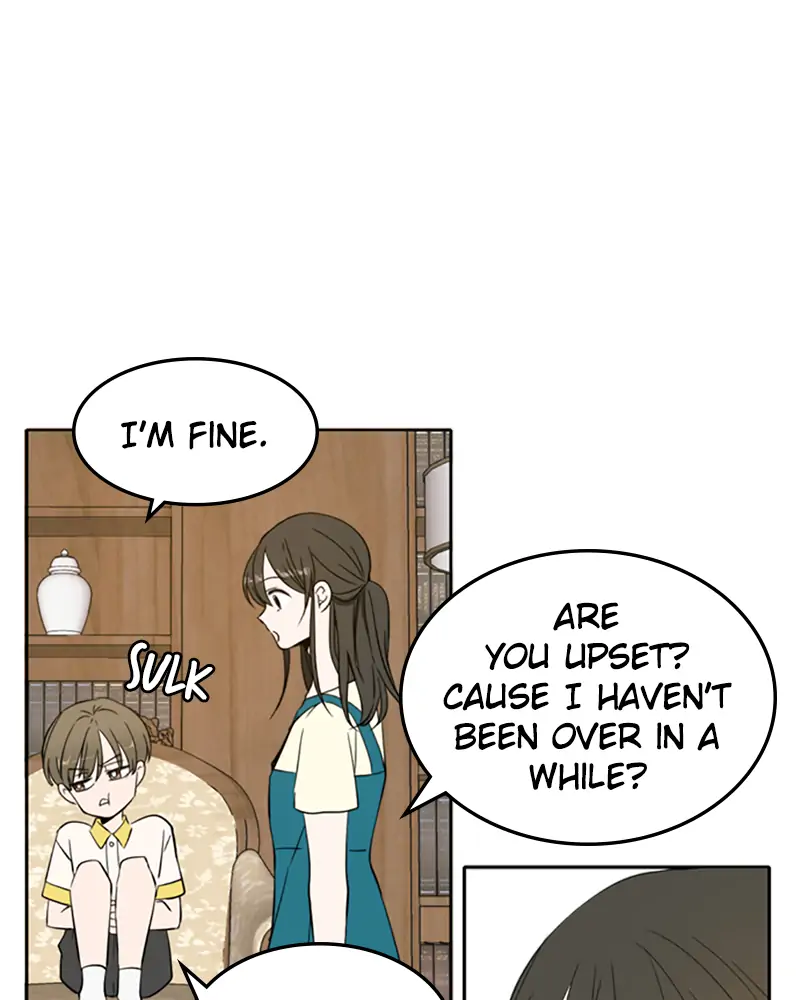 I'M FINE.
SULK
ARE
YOU UPSET?
CAUSE I HAVEN'T
BEEN OVER IN A
WHILE?